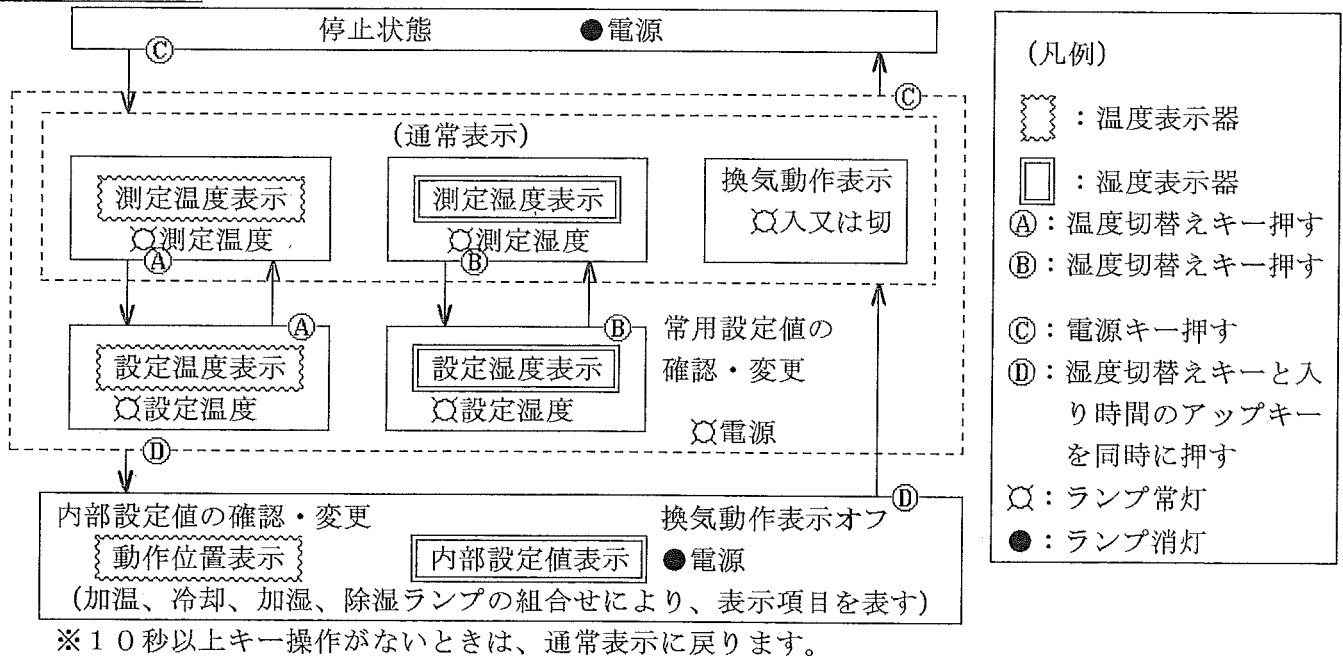 停止状態 ●電源
Ⓒ
Ⓒ
(通常表示)
測定温度表示
測定温度
Ⓐ
測定湿度表示
測定湿度
Ⓑ
換気動作表示
入又は切
Ⓐ
設定温度表示
設定温度
Ⓑ
設定湿度表示
設定湿度
常用設定値の
確認・変更
電源
Ⓓ
Ⓓ
内部設定値の確認・変更 換気動作表示オフ
動作位置表示 内部設定値表示 ●電源
(加温、冷却、加湿、除湿ランプの組合せにより、表示項目を表す)
※10秒以上キー操作がないときは、通常表示に戻ります。
(凡例)
：温度表示器
：湿度表示器
Ⓐ：温度切替えキー押す
Ⓑ：湿度切替えキー押す
Ⓒ：電源キー押す
Ⓓ：湿度切替えキーと入
り時間のアップキー
を同時に押す
：ランプ常灯
●：ランプ消灯